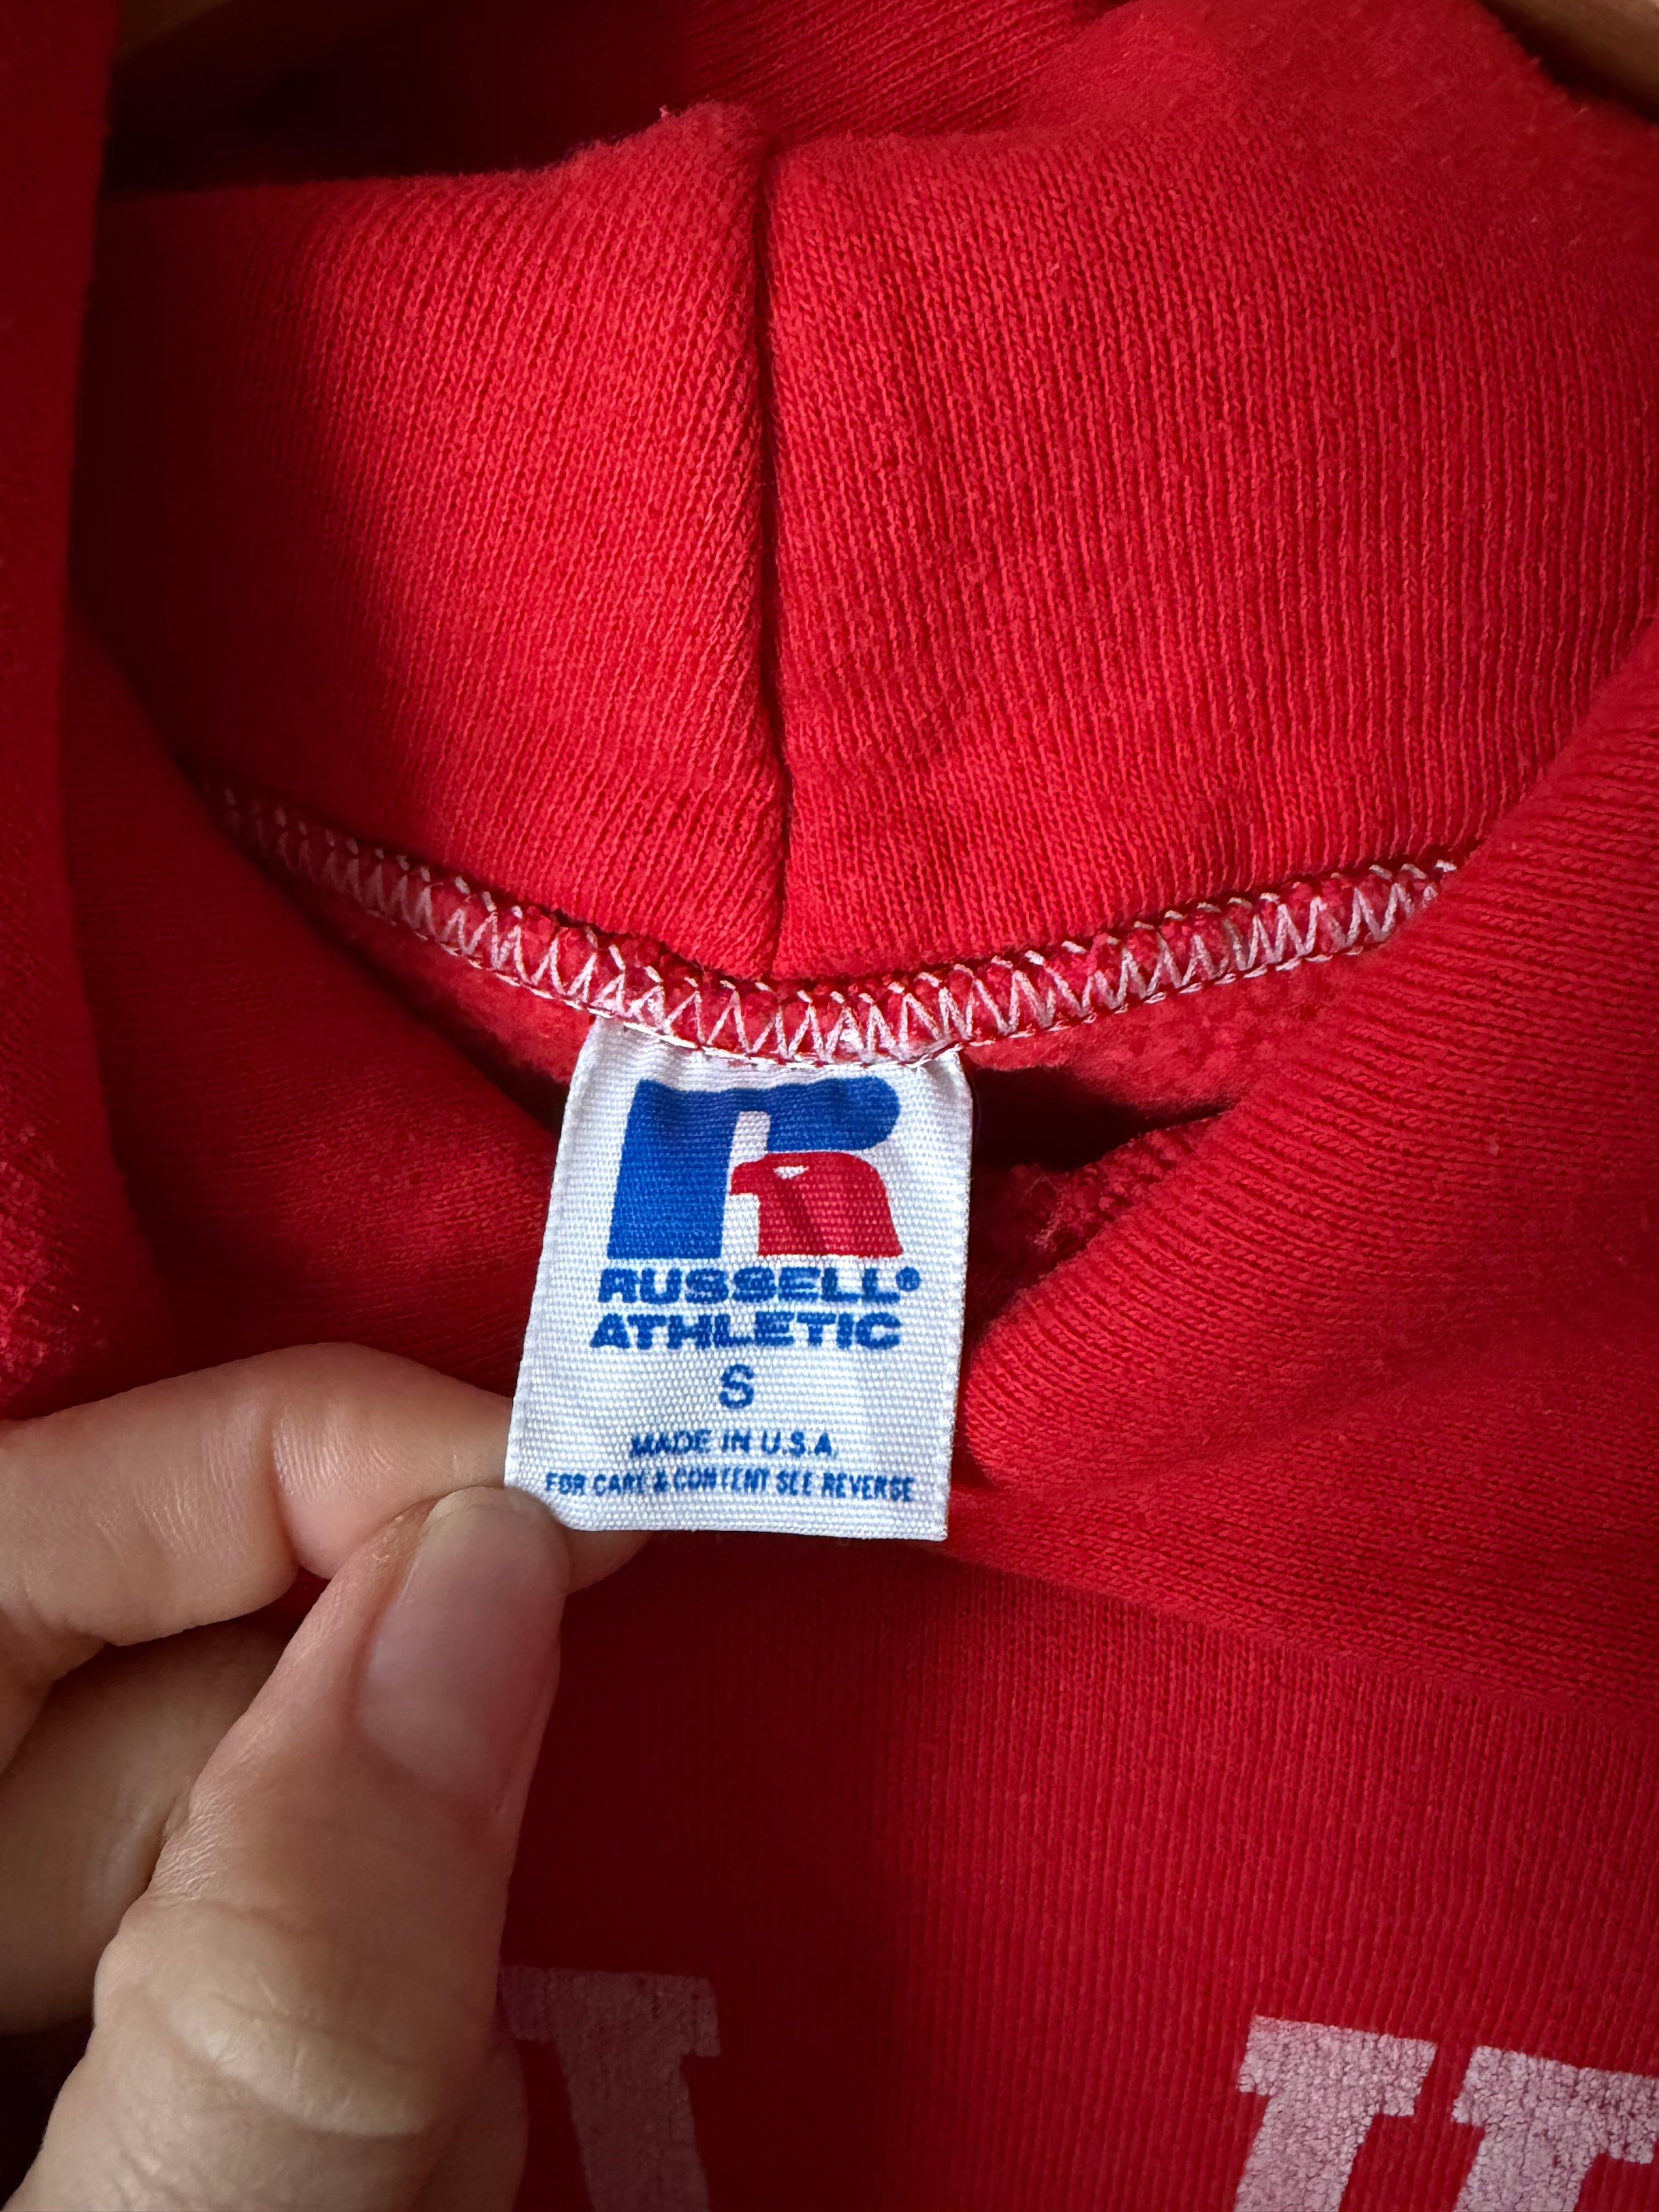 RUSSELL®
ATHLETIC
S
MADE IN U.S.A.
FOR CARE & CONTENT SEE REVERSE